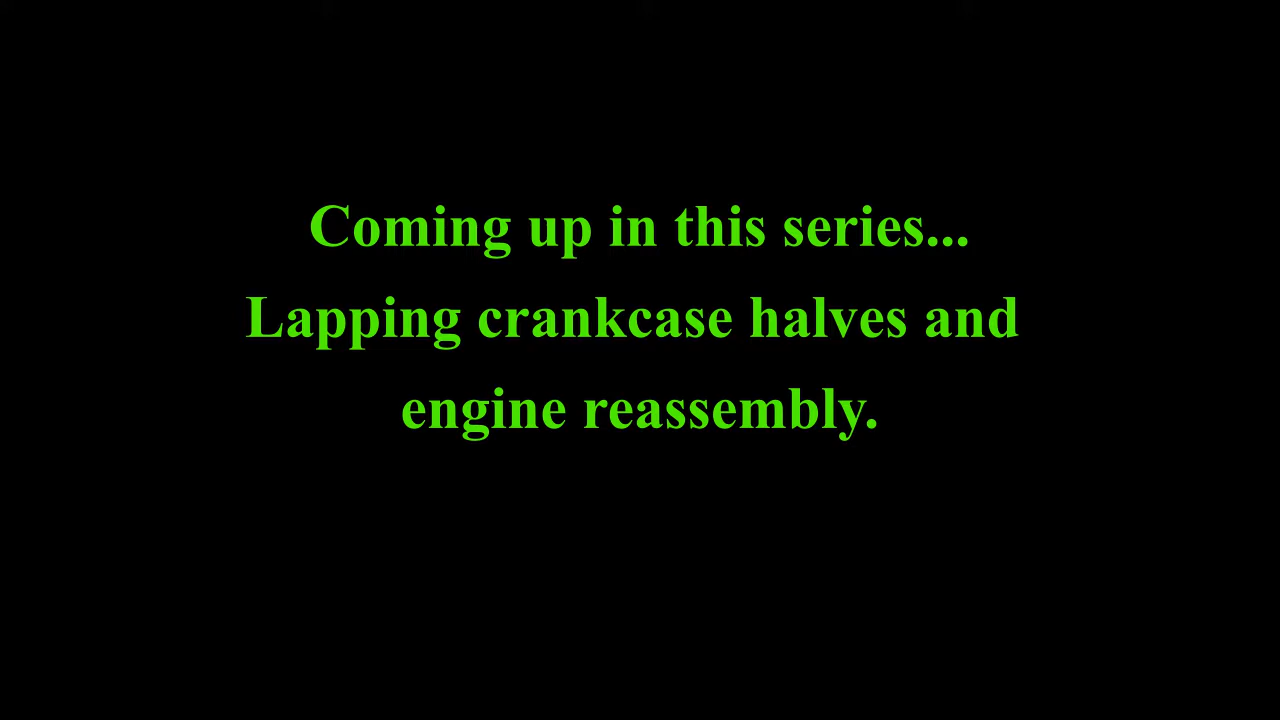 Coming up in this series...
Lapping crankcase halves and
engine reassembly.